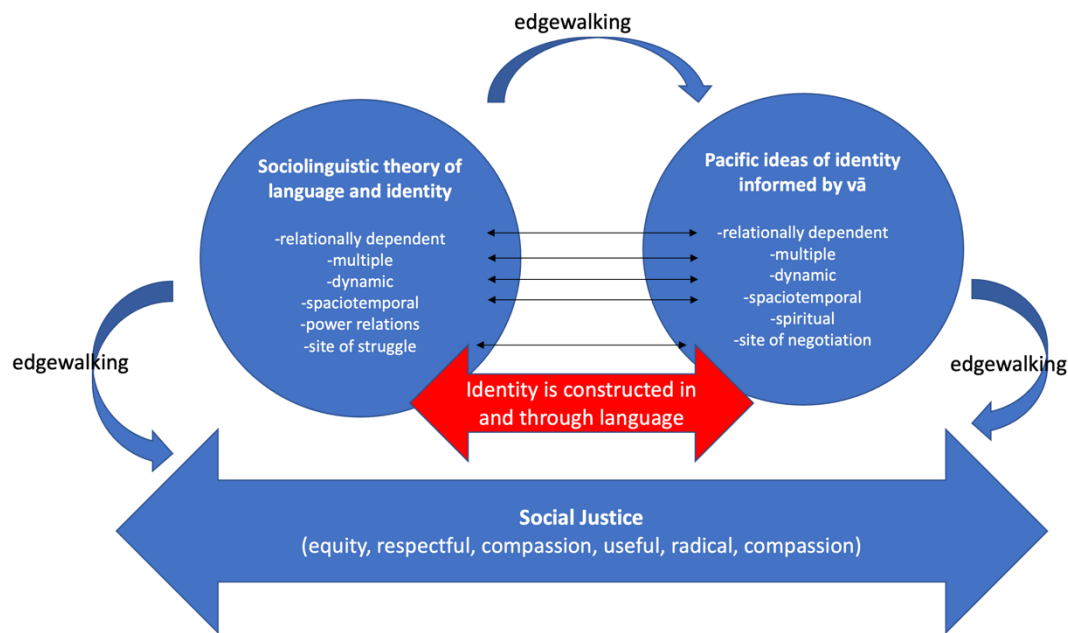 edgewalking
Sociolinguistic theory of
language and identity
-relationally dependent
-multiple
-dynamic
-spaciotemporal
-power relations
-site of struggle
Pacific ideas of identity
informed by vā
-relationally dependent
-multiple
-dynamic
-spaciotemporal
-spiritual
-site of negotiation
edgewalking
edgewalking
Identity is constructed in
and through language
Social Justice
(equity, respectful, compassion, useful, radical, compassion)